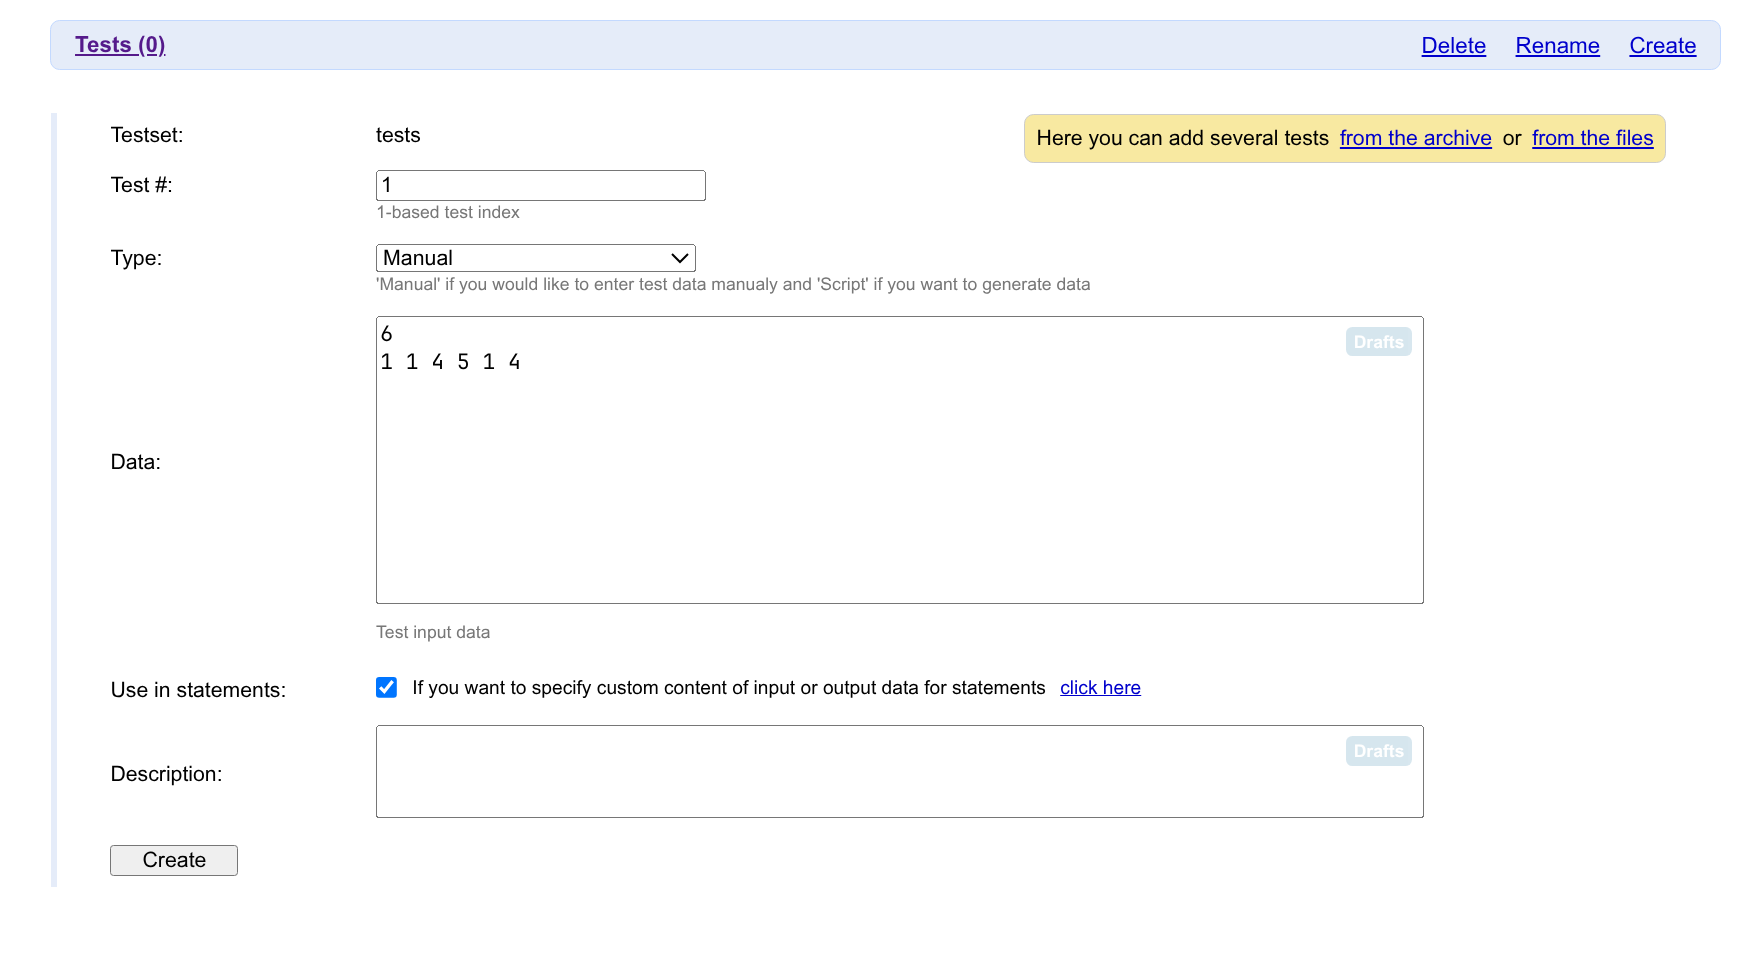 Tests (0) Delete Rename Create
Testset: tests Here you can add several tests from the archive or from the files
Test #: 1
1-based test index
Type: Manual
'Manual' if you would like to enter test data manualy and 'Script' if you want to generate data
6 Drafts
1 1 4 5 1 4
Data:
Test input data
Use in statements: If you want to specify custom content of input or output data for statements click here
Drafts
Description:
Create